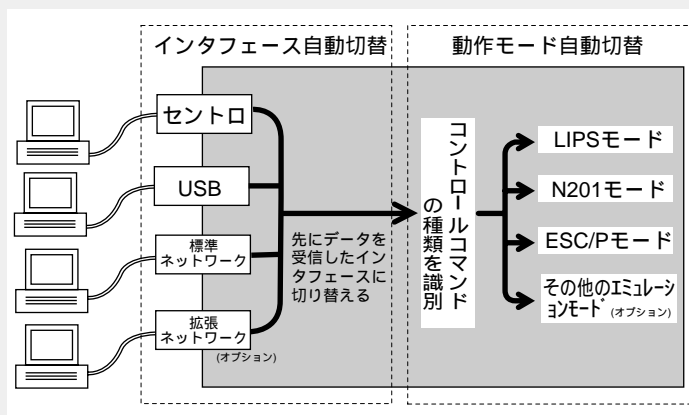 インタフェース自動切替
動作モード自動切替
セントロ
USB
標準
ネットワーク
拡張
ネットワーク
(オプション)
先にデータを
受信したイン
タフェースに
切り替える
コントロールコマンド
の種類を識別
LIPSモード
N201モード
ESC/Pモード
その他のエミュレーシ
ョンモード(オプション)